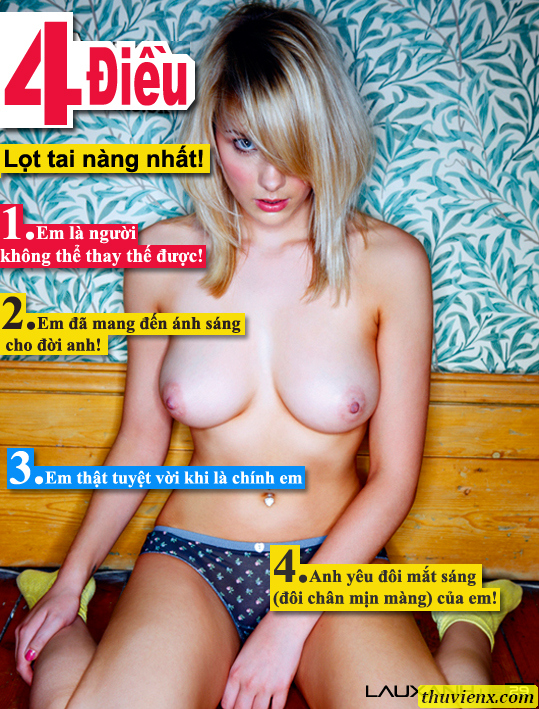 4 Điều
Lọt tai nàng nhất!
1.Em là người
không thể thay thế được!
2.Em đã mang đến ánh sáng
cho đời anh!
3.Em thật tuyệt vời khi là chính em
4.Anh yêu đôi mắt sáng
(đôi chân mịn màng) của em!
29
thuvienx.com